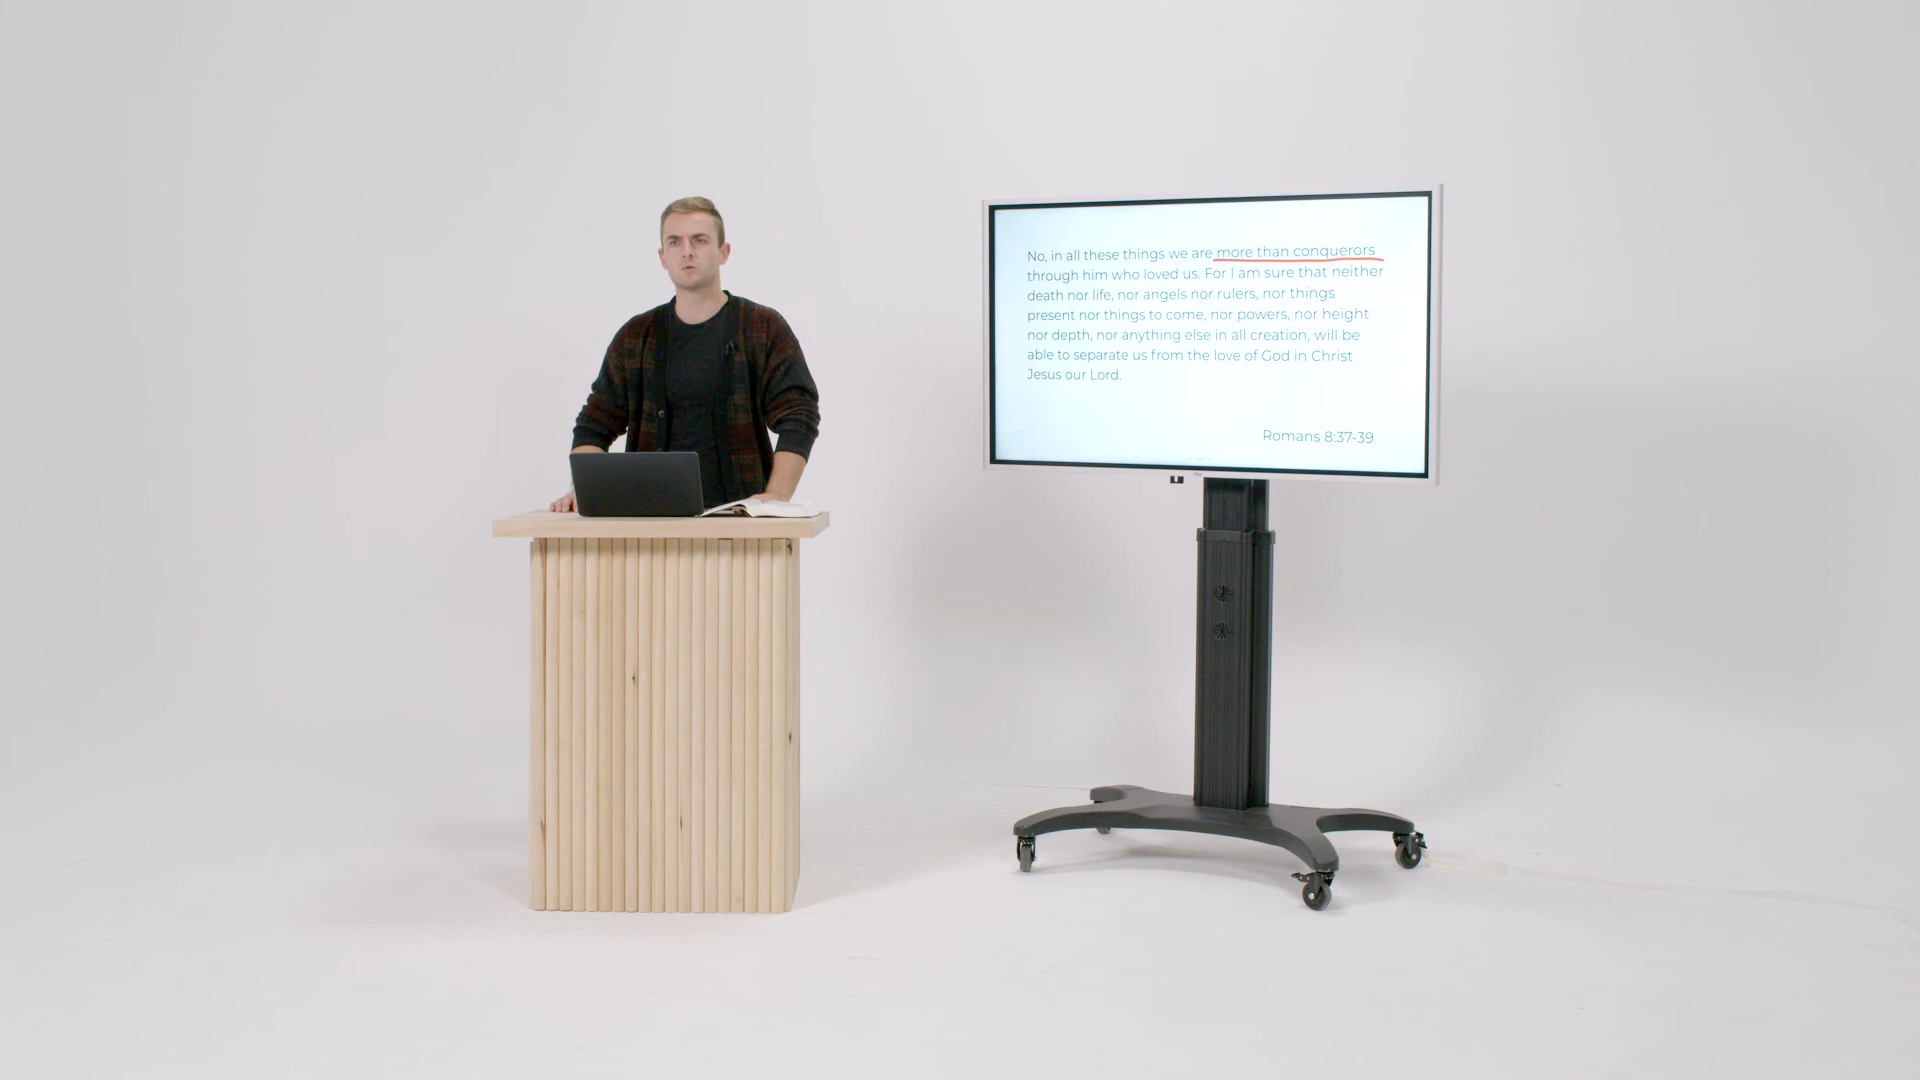 No, in all these things we are more than conquerors
through him who loved us. For I am sure that neither
death nor life, nor angels nor rulers, nor things
present nor things to come, nor powers, nor height
nor depth, nor anything else in all creation, will be
able to separate us from the love of God in Christ
Jesus our Lord.
Romans 8:37-39